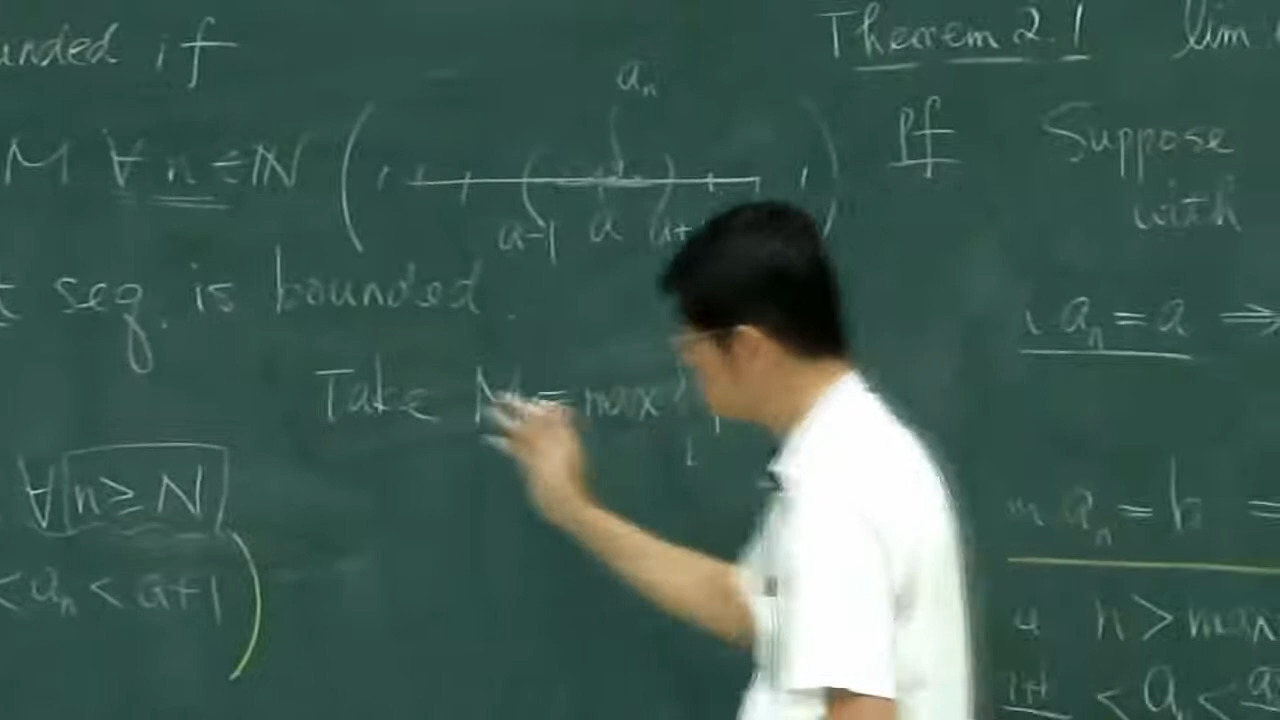 unded if
M ∀ n ∈ N
a_n
a-1 a a+
seq. is bounded.
Take M = max {
∀ n ≥ N
< a_n < a+1
Theorem 2.1 lim
Pf Suppose
with
a_n = a ⇒
a_n = b =
n > max
< a_n <